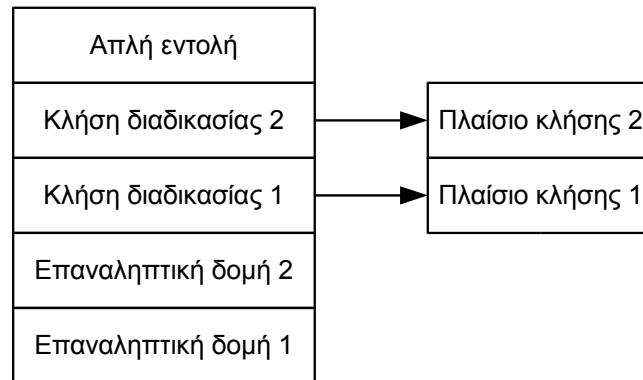 Απλή εντολή
Κλήση διαδικασίας 2
Πλαίσιο κλήσης 2
Κλήση διαδικασίας 1
Πλαίσιο κλήσης 1
Επαναληπτική δομή 2
Επαναληπτική δομή 1